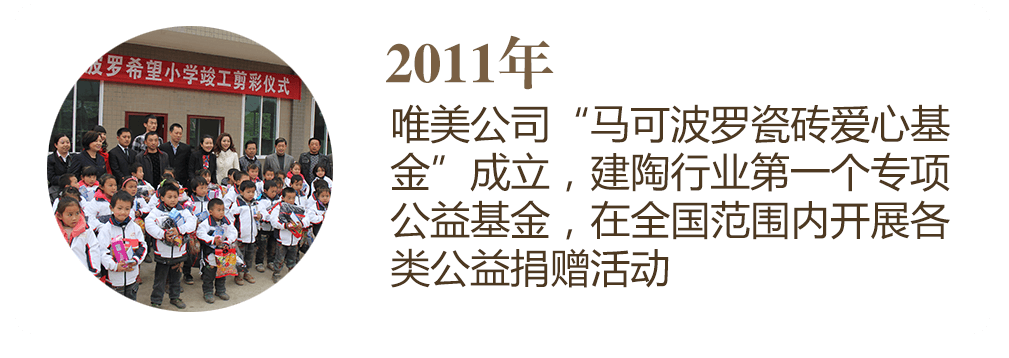 波罗希望小学竣工剪彩仪式
2011年
唯美公司“马可波罗瓷砖爱心基
金”成立，建陶行业第一个专项
公益基金，在全国范围内开展各
类公益捐赠活动